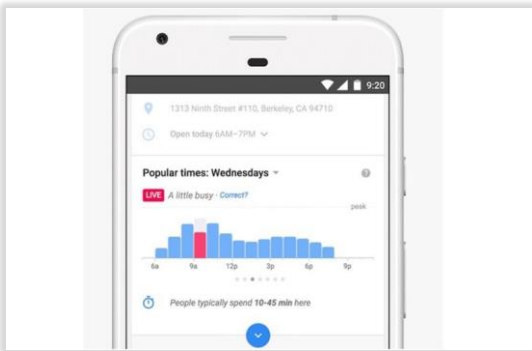 9:20
1313 Ninth Street #110, Berkeley, CA 94710
Open today 6AM–7PM
Popular times: Wednesdays
LIVE A little busy · Correct?
peak
6a 9a 12p 3p 6p 9p
People typically spend 10-45 min here